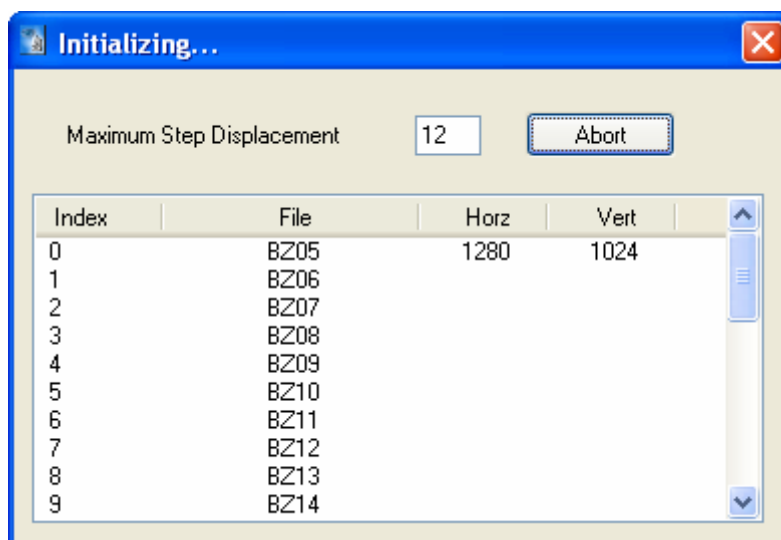 Initializing...
Maximum Step Displacement 12 Abort
Index File Horz Vert
0 BZ05 1280 1024
1 BZ06
2 BZ07
3 BZ08
4 BZ09
5 BZ10
6 BZ11
7 BZ12
8 BZ13
9 BZ14